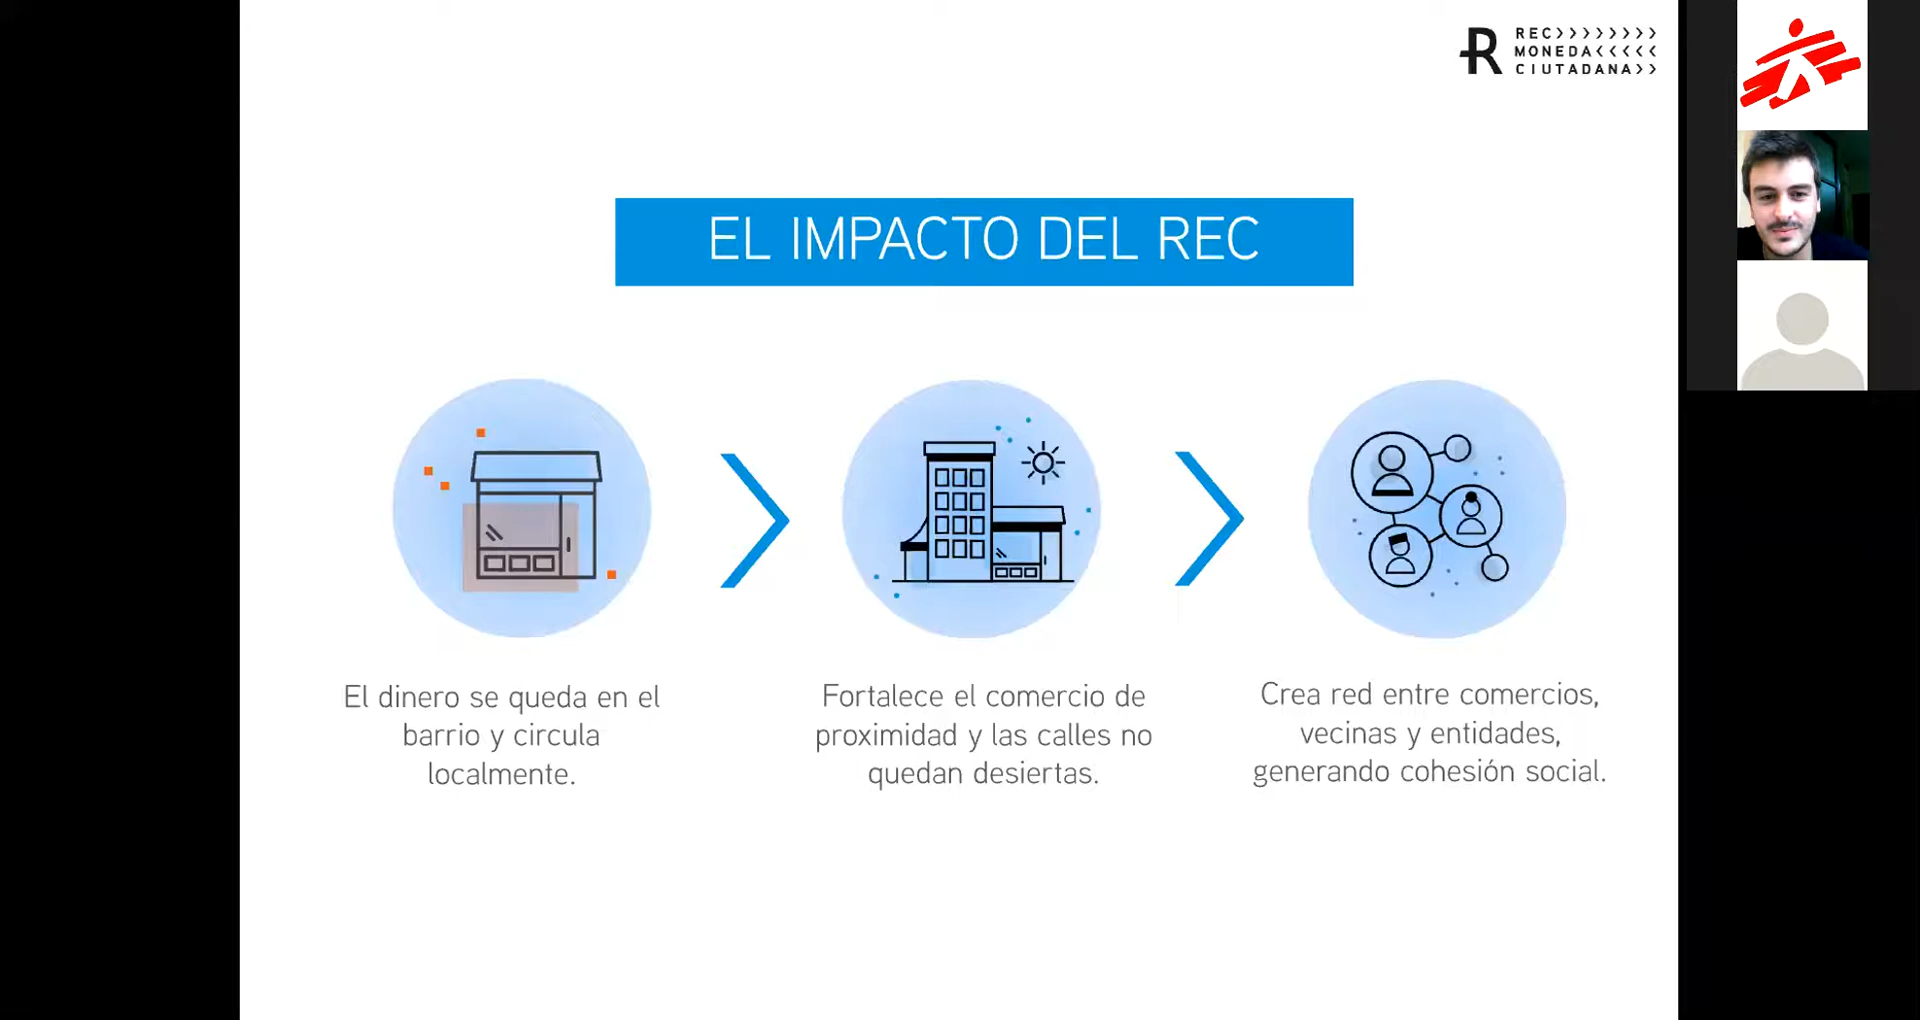 REC>>>>>>>>
MONEDA<<<<<
CIUTADANA>>
EL IMPACTO DEL REC
El dinero se queda en el
barrio y circula
localmente.
Fortalece el comercio de
proximidad y las calles no
quedan desiertas.
Crea red entre comercios,
vecinas y entidades,
generando cohesión social.